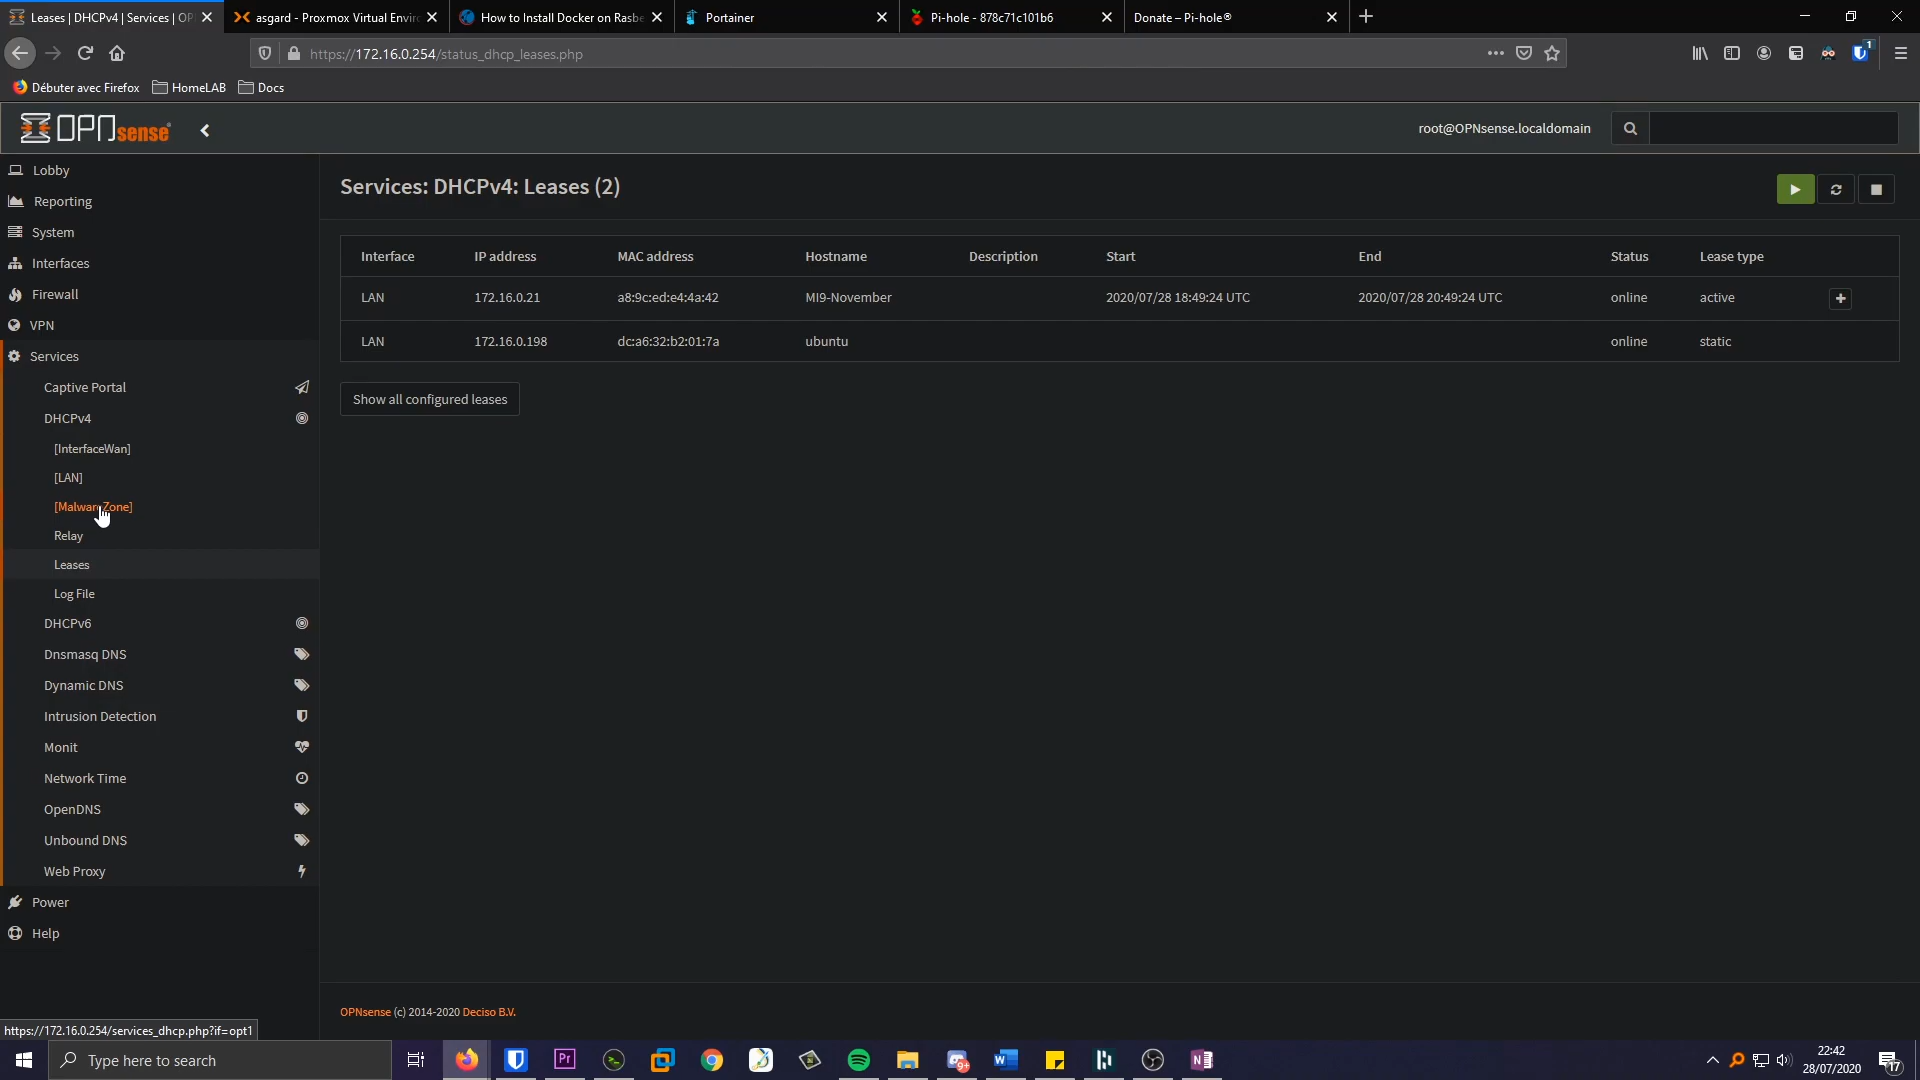 Leases | DHCPv4 | Services | OP
asgard - Proxmox Virtual Enviro
How to Install Docker on Rasbe
Portainer
Pi-hole - 878c71c101b6
Donate – Pi-hole®
https://172.16.0.254/status_dhcp_leases.php
1
Débuter avec Firefox
HomeLAB
Docs
OPNsense
root@OPNsense.localdomain
Lobby
Reporting
System
Interfaces
Firewall
VPN
Services
Captive Portal
DHCPv4
[InterfaceWan]
[LAN]
[MalwareZone]
Relay
Leases
Log File
DHCPv6
Dnsmasq DNS
Dynamic DNS
Intrusion Detection
Monit
Network Time
OpenDNS
Unbound DNS
Web Proxy
Power
Help
Services: DHCPv4: Leases (2)
Interface IP address MAC address Hostname Description Start End Status Lease type
LAN 172.16.0.21 a8:9c:ed:e4:4a:42 MI9-November 2020/07/28 18:49:24 UTC 2020/07/28 20:49:24 UTC online active
LAN 172.16.0.198 dc:a6:32:b2:01:7a ubuntu online static
Show all configured leases
OPNsense (c) 2014-2020 Deciso B.V.
https://172.16.0.254/services_dhcp.php?if=opt1
Type here to search
Pr
9+
22:42
28/07/2020
17